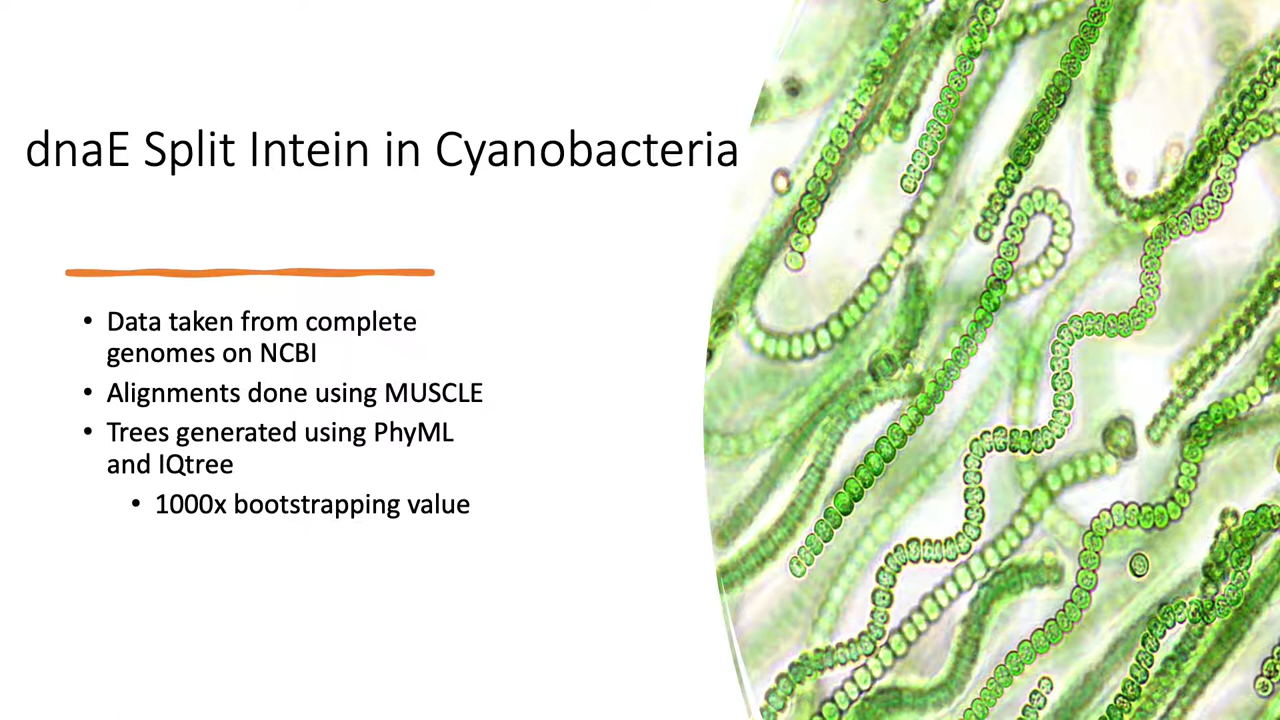 dnaE Split Intein in Cyanobacteria
• Data taken from complete
genomes on NCBI
• Alignments done using MUSCLE
• Trees generated using PhyML
and IQtree
• 1000x bootstrapping value